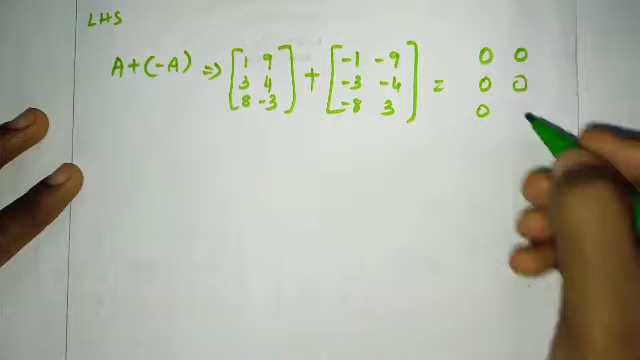 LHS
A+(-A) ⇒ [1 9] + [-1 -9] = 0 0
[3 4] [-3 -4] 0 0
[8 -3] [-8 3] 0